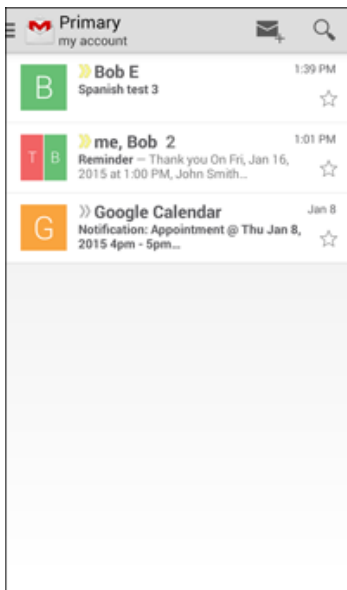 Primary
my account
B
Bob E
1:39 PM
Spanish test 3
T B
me, Bob 2
1:01 PM
Reminder — Thank you On Fri, Jan 16,
2015 at 1:00 PM, John Smith...
G
Google Calendar
Jan 8
Notification: Appointment @ Thu Jan 8,
2015 4pm - 5pm...